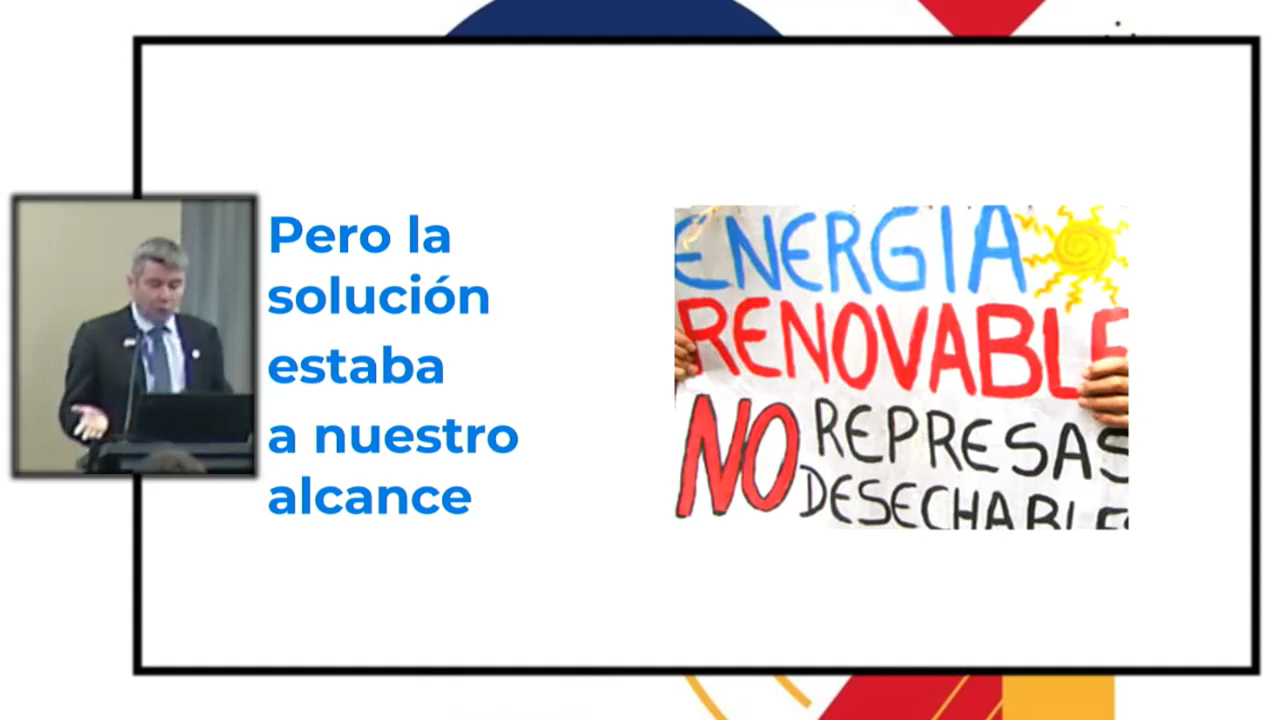 Pero la
solución
estaba
a nuestro
alcance
ENERGIA
RENOVABLE
NO REPRESAS
DESECHABLES